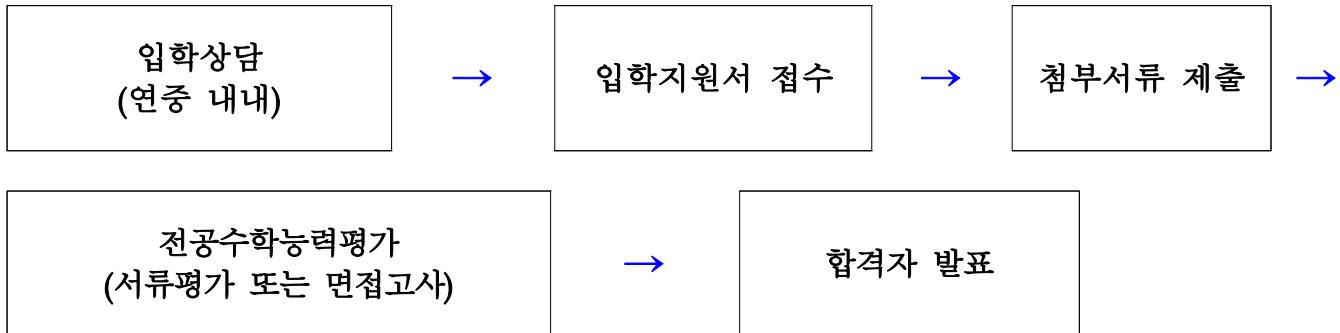 입학상담
(연중 내내)
→
입학지원서 접수
→
첨부서류 제출
→
전공수학능력평가
(서류평가 또는 면접고사)
→
합격자 발표